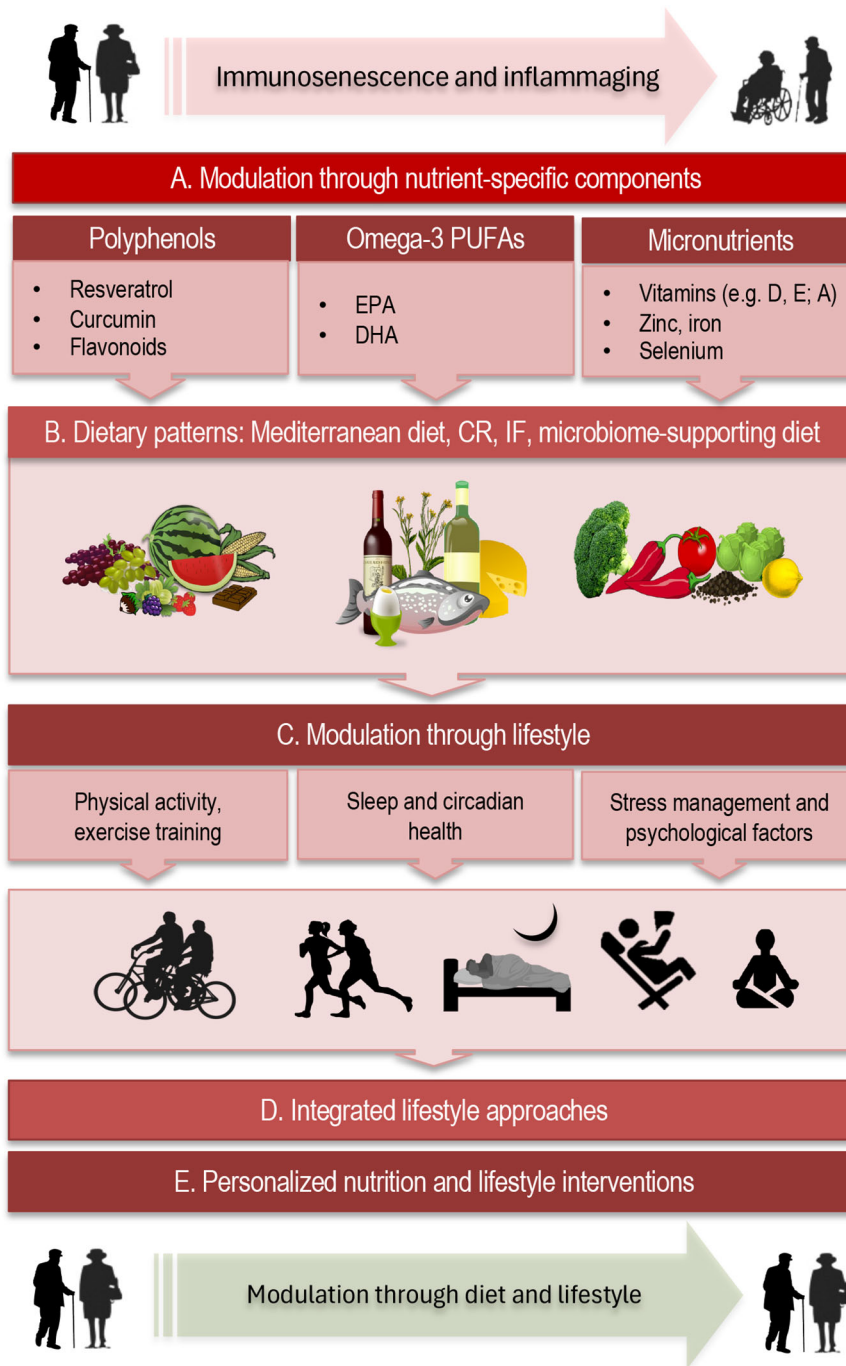 Immunosenescence and inflammaging
A. Modulation through nutrient-specific components
Polyphenols
• Resveratrol
• Curcumin
• Flavonoids
Omega-3 PUFAs
• EPA
• DHA
Micronutrients
• Vitamins (e.g. D, E; A)
• Zinc, iron
• Selenium
B. Dietary patterns: Mediterranean diet, CR, IF, microbiome-supporting diet
C. Modulation through lifestyle
Physical activity,
exercise training
Sleep and circadian
health
Stress management and
psychological factors
D. Integrated lifestyle approaches
E. Personalized nutrition and lifestyle interventions
Modulation through diet and lifestyle